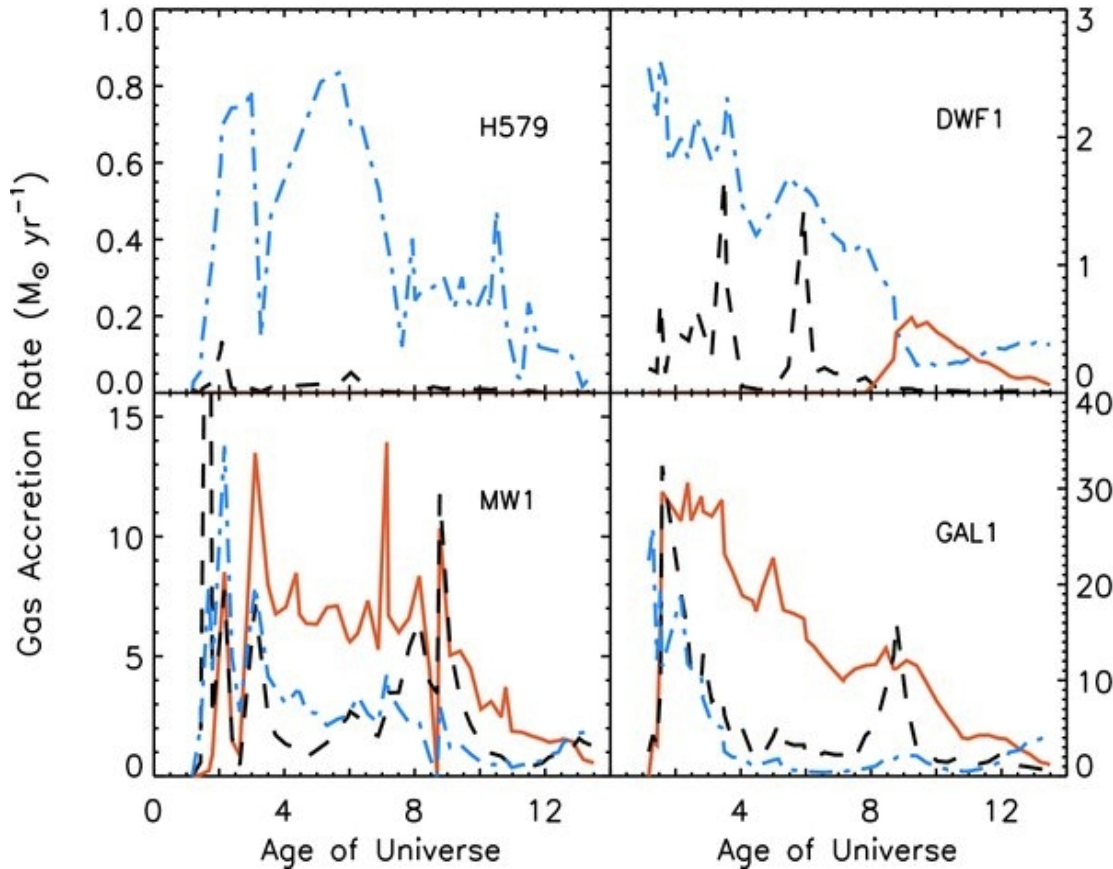 Gas Accretion Rate (M⊙ yr⁻¹)
1.0
0.8
0.6
0.4
0.2
0.0
H579
3
2
1
0
DWF1
15
10
5
0
MW1
40
30
20
10
0
GAL1
0 4 8 12
4 8 12
Age of Universe
Age of Universe